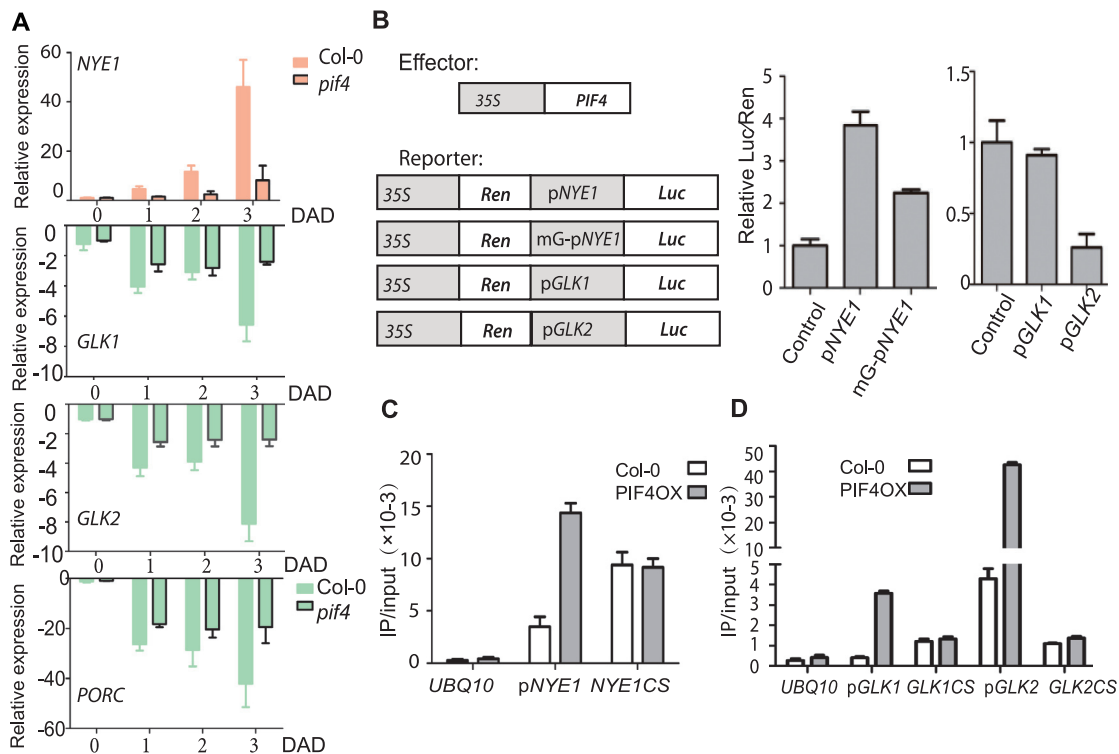 A
Relative expression
60
40
20
0
NYE1
Col-0
pif4
0 1 2 3 DAD
Relative expression
0
-2
-4
-6
-8
-10
GLK1
0 1 2 3 DAD
Relative expression
0
-2
-4
-6
-8
-10
GLK2
0 1 2 3 DAD
Relative expression
0
-20
-40
-60
PORC
Col-0
pif4
0 1 2 3 DAD
B
Effector:
35S PIF4
Reporter:
35S Ren pNYE1 Luc
35S Ren mG-pNYE1 Luc
35S Ren pGLK1 Luc
35S Ren pGLK2 Luc
Relative Luc/Ren
5
4
3
2
1
0
Control
pNYE1
mG-pNYE1
1.5
1
0.5
0
Control
pGLK1
pGLK2
C
IP/input (×10-3)
20
15
10
5
0
Col-0
PIF4OX
UBQ10 pNYE1 NYE1CS
D
IP/input (×10-3)
50
40
30
20
10
5
4
3
2
1
0
Col-0
PIF4OX
UBQ10 pGLK1 GLK1CS pGLK2 GLK2CS